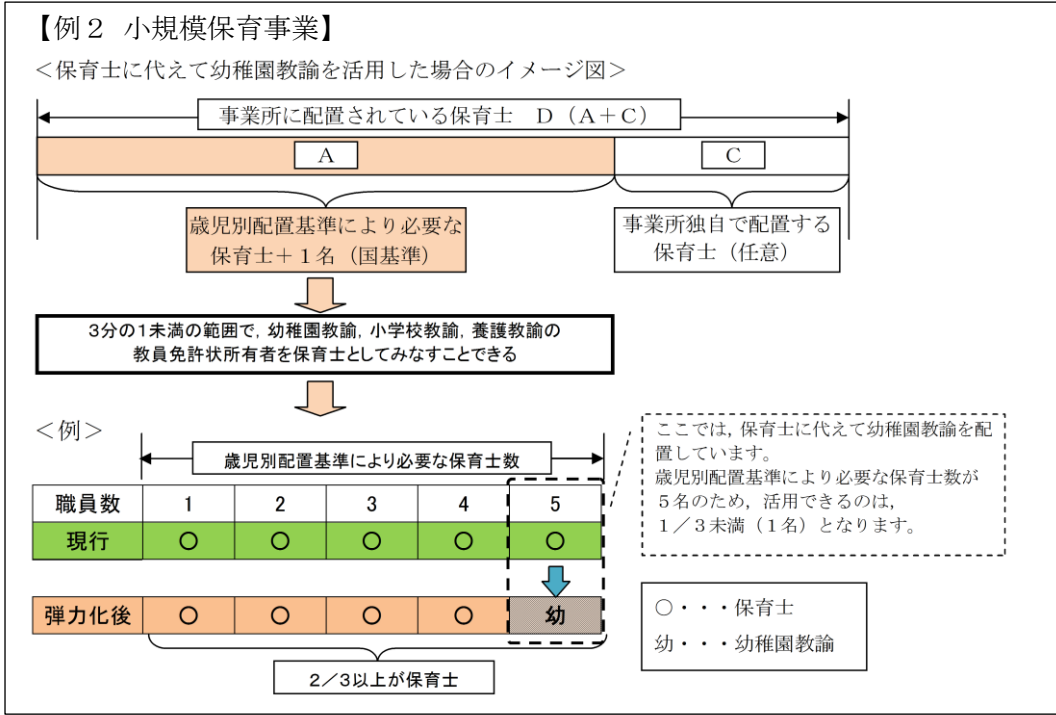 【例２ 小規模保育事業】
＜保育士に代えて幼稚園教諭を活用した場合のイメージ図＞
事業所に配置されている保育士 Ｄ（Ａ＋Ｃ）
Ａ
Ｃ
歳児別配置基準により必要な
保育士＋１名（国基準）
事業所独自で配置する
保育士（任意）
3分の1未満の範囲で, 幼稚園教諭, 小学校教諭, 養護教諭の
教員免許状所有者を保育士としてみなすことできる
＜例＞
歳児別配置基準により必要な保育士数
ここでは, 保育士に代えて幼稚園教諭を配
置しています。
歳児別配置基準により必要な保育士数が
５名のため, 活用できるのは,
１／３未満（１名）となります。
職員数 1 2 3 4 5
現行 ○ ○ ○ ○ ○
弾力化後 ○ ○ ○ ○ 幼
２／３以上が保育士
○・・・保育士
幼・・・幼稚園教諭